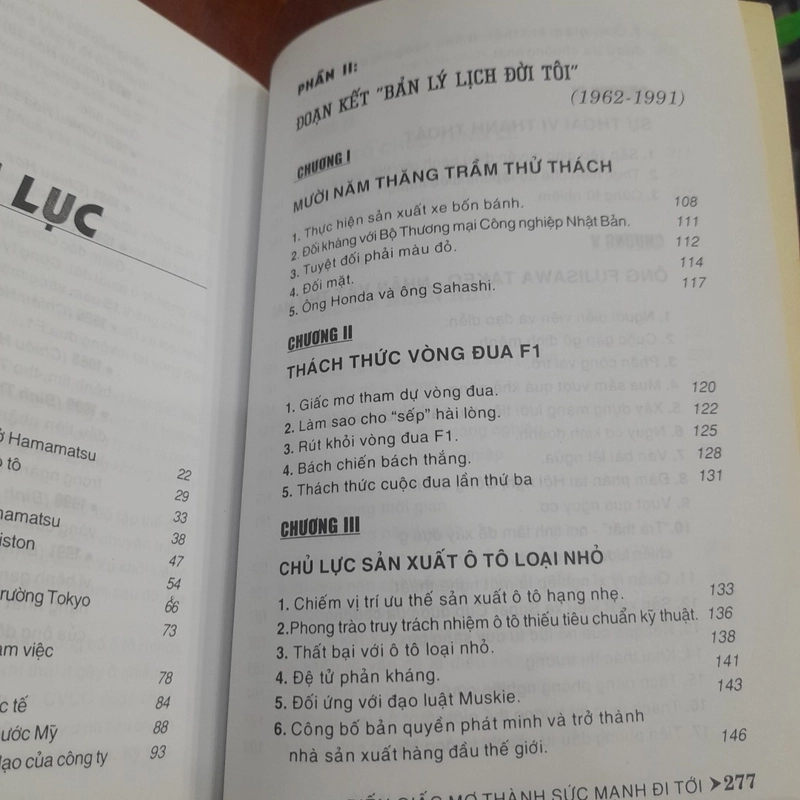 LỤC
Hamamatsu
ô tô
22
29
33
38
iston
47
54
rường Tokyo
66
73
àm việc
78
84
ước Mỹ
88
đạo của công ty
93
PHẦN II:
ĐOẠN KẾT "BẢN LÝ LỊCH ĐỜI TÔI"
(1962-1991)
CHƯƠNG I
MƯỜI NĂM THĂNG TRẦM THỬ THÁCH
1. Thực hiện sản xuất xe bốn bánh. 108
2. Đối kháng với Bộ Thương mại Công nghiệp Nhật Bản. 111
3. Tuyệt đối phải màu đỏ. 112
4. Đối mặt. 114
5. Ông Honda và ông Sahashi. 117
CHƯƠNG II
THÁCH THỨC VÒNG ĐUA F1
1. Giấc mơ tham dự vòng đua. 120
2. Làm sao cho "sếp" hài lòng. 122
3. Rút khỏi vòng đua F1. 125
4. Bách chiến bách thắng. 128
5. Thách thức cuộc đua lần thứ ba 131
CHƯƠNG III
CHỦ LỰC SẢN XUẤT Ô TÔ LOẠI NHỎ
1. Chiếm vị trí ưu thế sản xuất ô tô hạng nhẹ. 133
2.Phong trào truy trách nhiệm ô tô thiếu tiêu chuẩn kỹ thuật. 136
3. Thất bại với ô tô loại nhỏ. 138
4. Đệ tử phản kháng. 141
5. Đối ứng với đạo luật Muskie. 143
6. Công bố bản quyền phát minh và trở thành
nhà sản xuất hàng đầu thế giới. 146
GIẤC MƠ THÀNH SỨC MẠNH ĐI TỚI ➤277